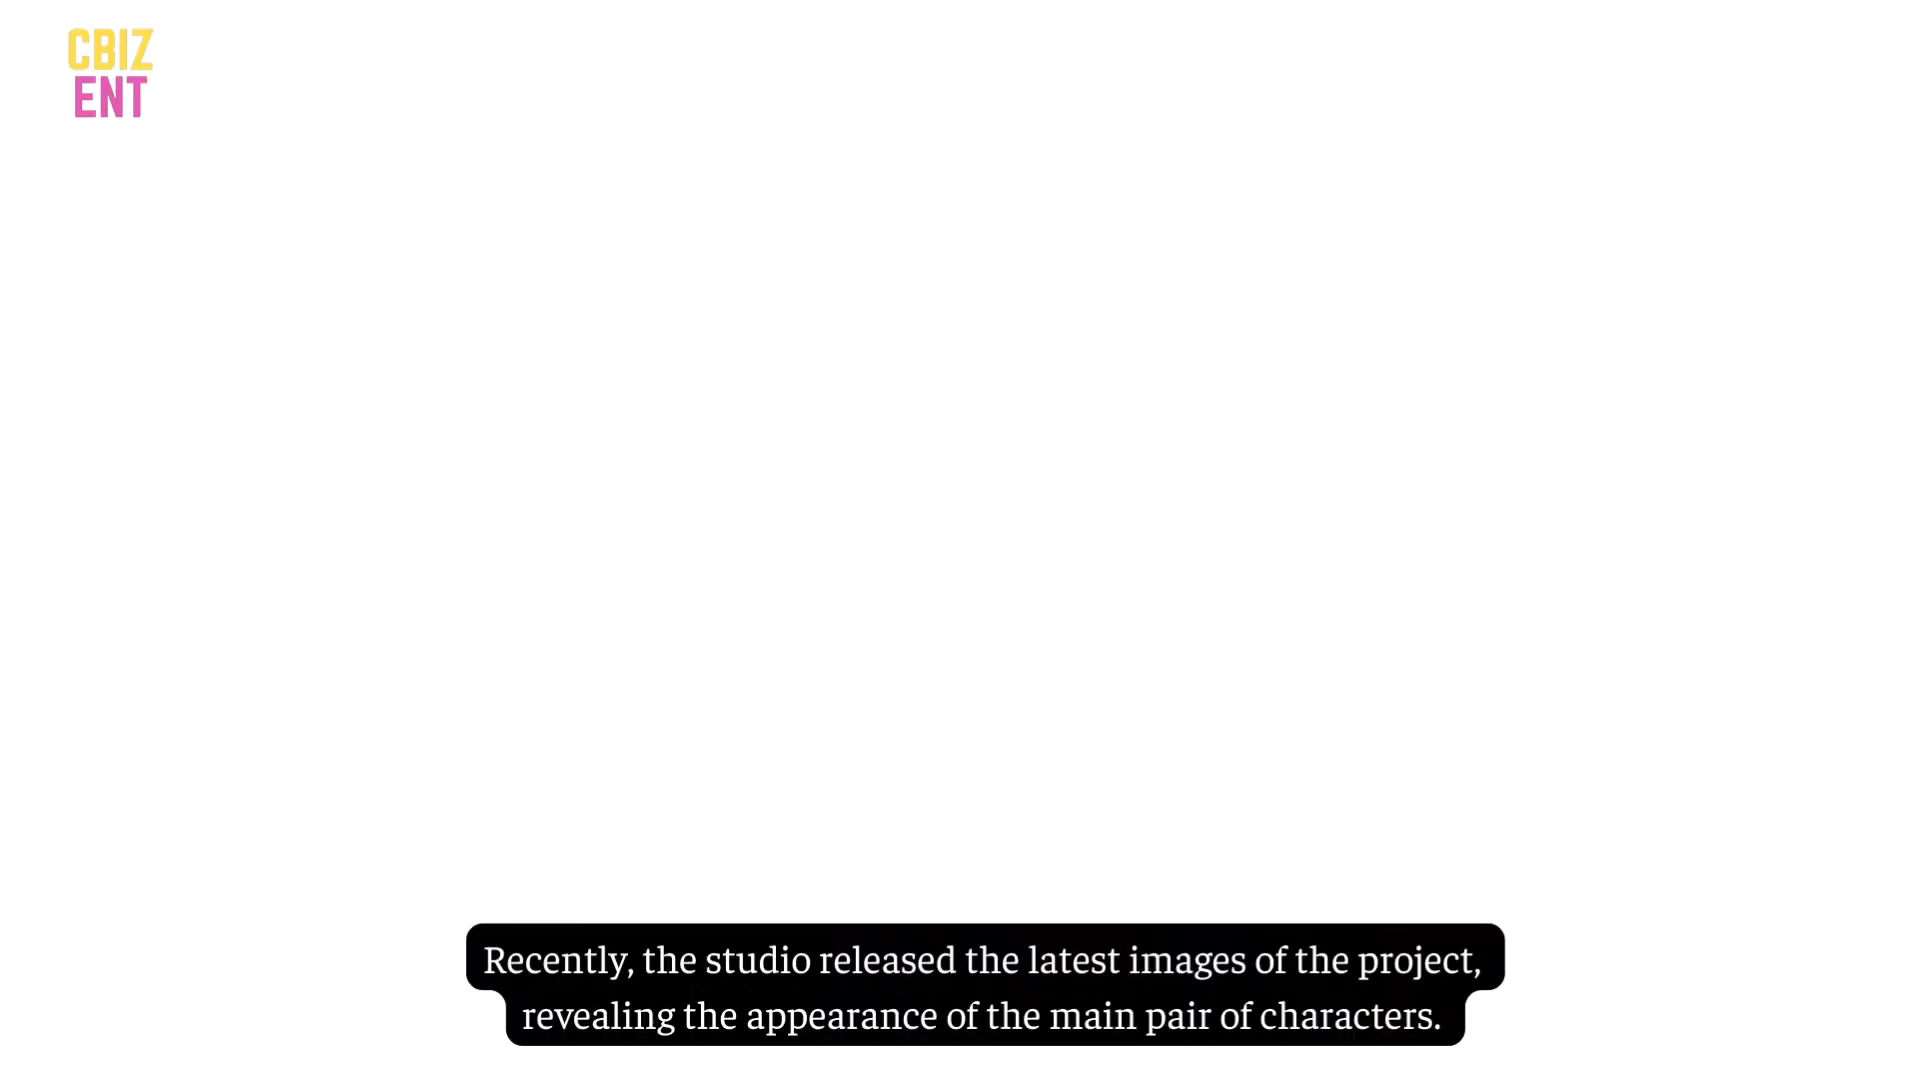 CBIZ
ENT
Recently, the studio released the latest images of the project,
revealing the appearance of the main pair of characters.